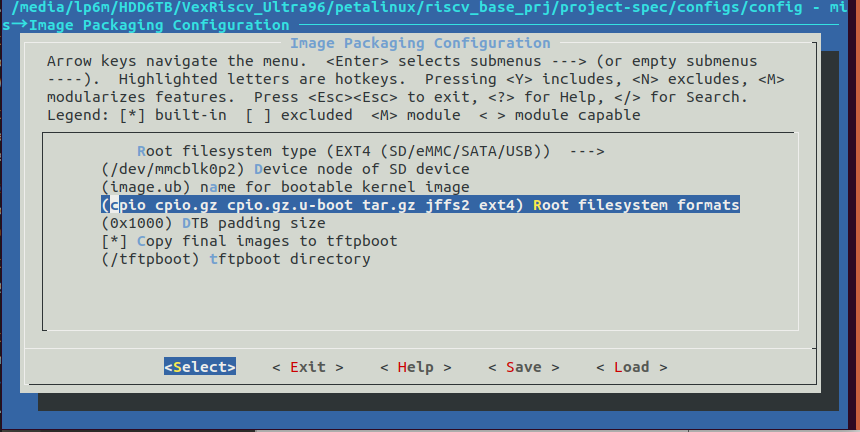 /media/lp6m/HDD6TB/VexRiscv_Ultra96/petalinux/riscv_base_prj/project-spec/configs/config - mi
s→Image Packaging Configuration
Image Packaging Configuration
Arrow keys navigate the menu.  <Enter> selects submenus ---> (or empty submenus
----).  Highlighted letters are hotkeys.  Pressing <Y> includes, <N> excludes, <M>
modularizes features.  Press <Esc><Esc> to exit, <?> for Help, </> for Search.
Legend: [*] built-in  [ ] excluded  <M> module  < > module capable
Root filesystem type (EXT4 (SD/eMMC/SATA/USB))  --->
(/dev/mmcblk0p2) Device node of SD device
(image.ub) name for bootable kernel image
(cpio cpio.gz cpio.gz.u-boot tar.gz jffs2 ext4) Root filesystem formats
(0x1000) DTB padding size
[*] Copy final images to tftpboot
(/tftpboot) tftpboot directory
<Select>    < Exit >    < Help >    < Save >    < Load >